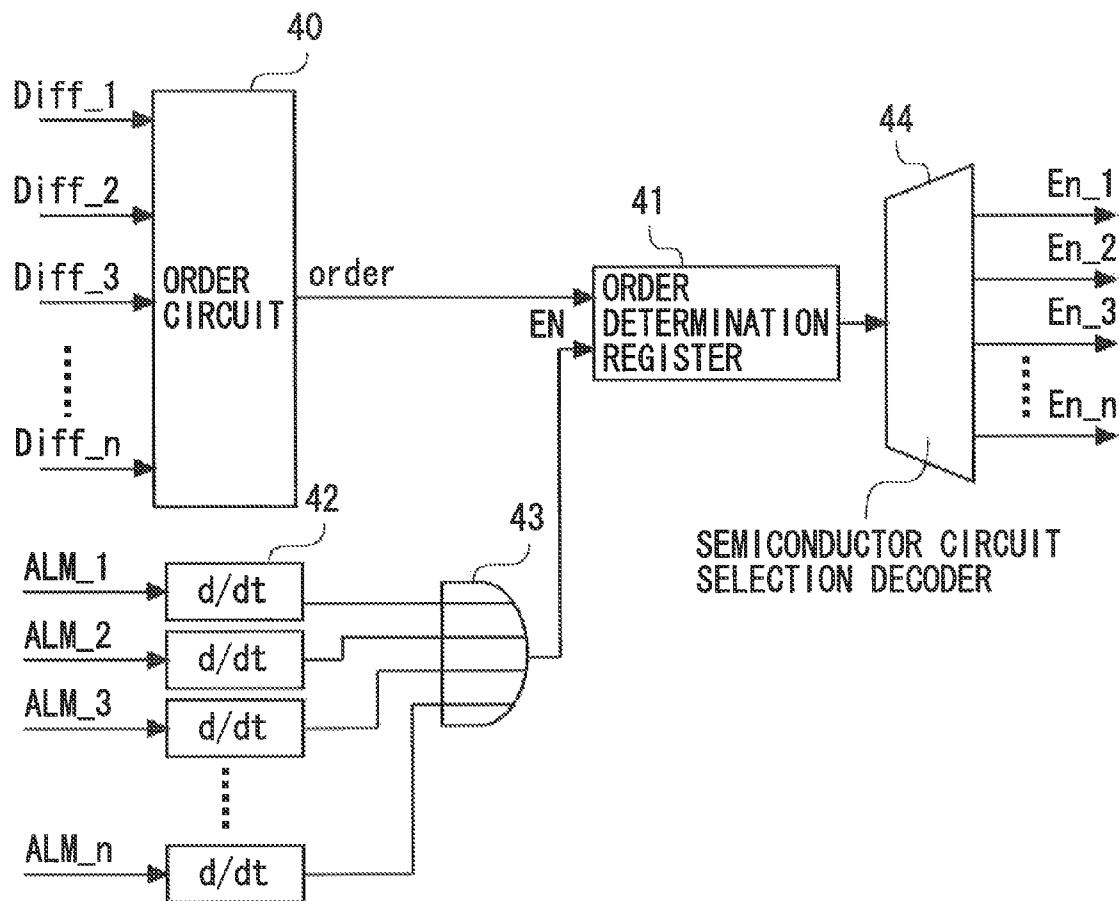 40
Diff_1
Diff_2
Diff_3
Diff_n
ORDER
CIRCUIT
order
EN
41
ORDER
DETERMINATION
REGISTER
44
En_1
En_2
En_3
En_n
SEMICONDUCTOR CIRCUIT
SELECTION DECODER
42
43
ALM_1
d/dt
ALM_2
d/dt
ALM_3
d/dt
ALM_n
d/dt